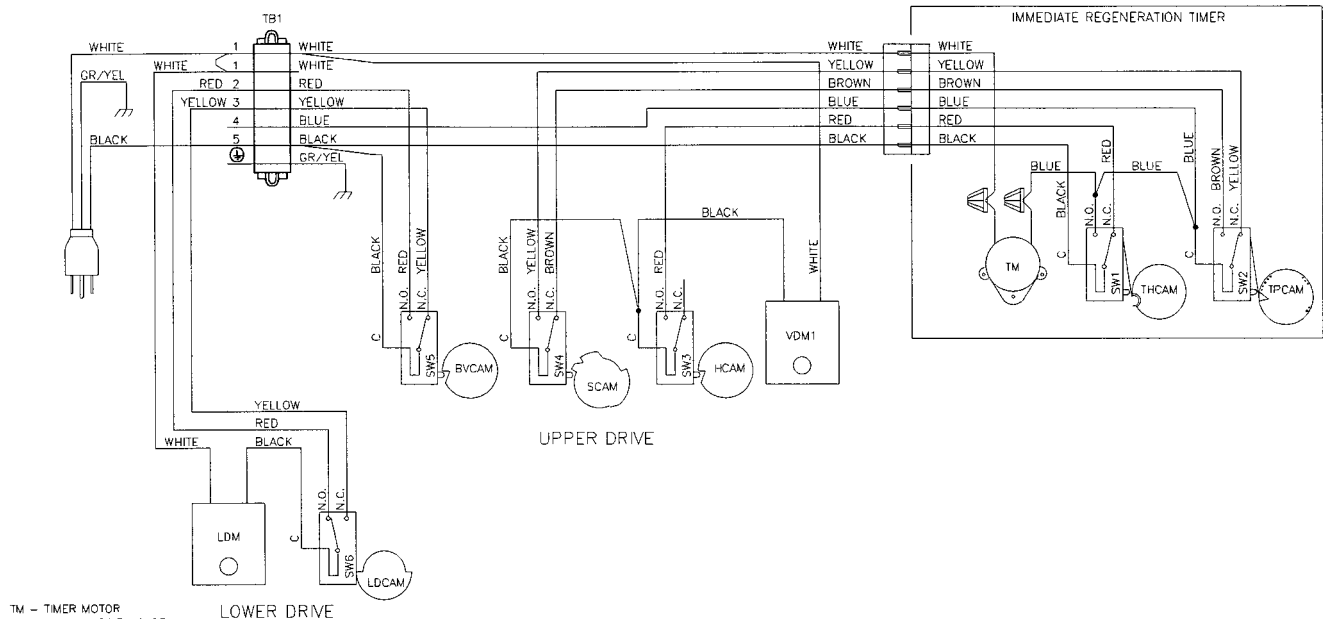 TB1
IMMEDIATE REGENERATION TIMER
WHITE 1 WHITE WHITE WHITE
WHITE 1 WHITE YELLOW YELLOW
GR/YEL RED 2 RED BROWN BROWN
YELLOW 3 YELLOW BLUE BLUE
4 BLUE RED RED
BLACK 5 BLACK BLACK BLACK
GR/YEL
BLUE BLACK RED BLUE BLUE BROWN YELLOW
BLACK
BLACK RED YELLOW BLACK YELLOW BROWN RED WHITE
N.O. N.C. N.O. N.C.
C TM C
SW1 THCAM SW2 TPCAM
N.O. N.C. N.O. N.C. N.O. N.C.
C C C VDM1
SW5 BVCAM SW4 SCAM SW3 HCAM
YELLOW
RED
UPPER DRIVE
WHITE BLACK
N.O. N.C.
LDM C SW6 LDCAM
TM – TIMER MOTOR
LOWER DRIVE